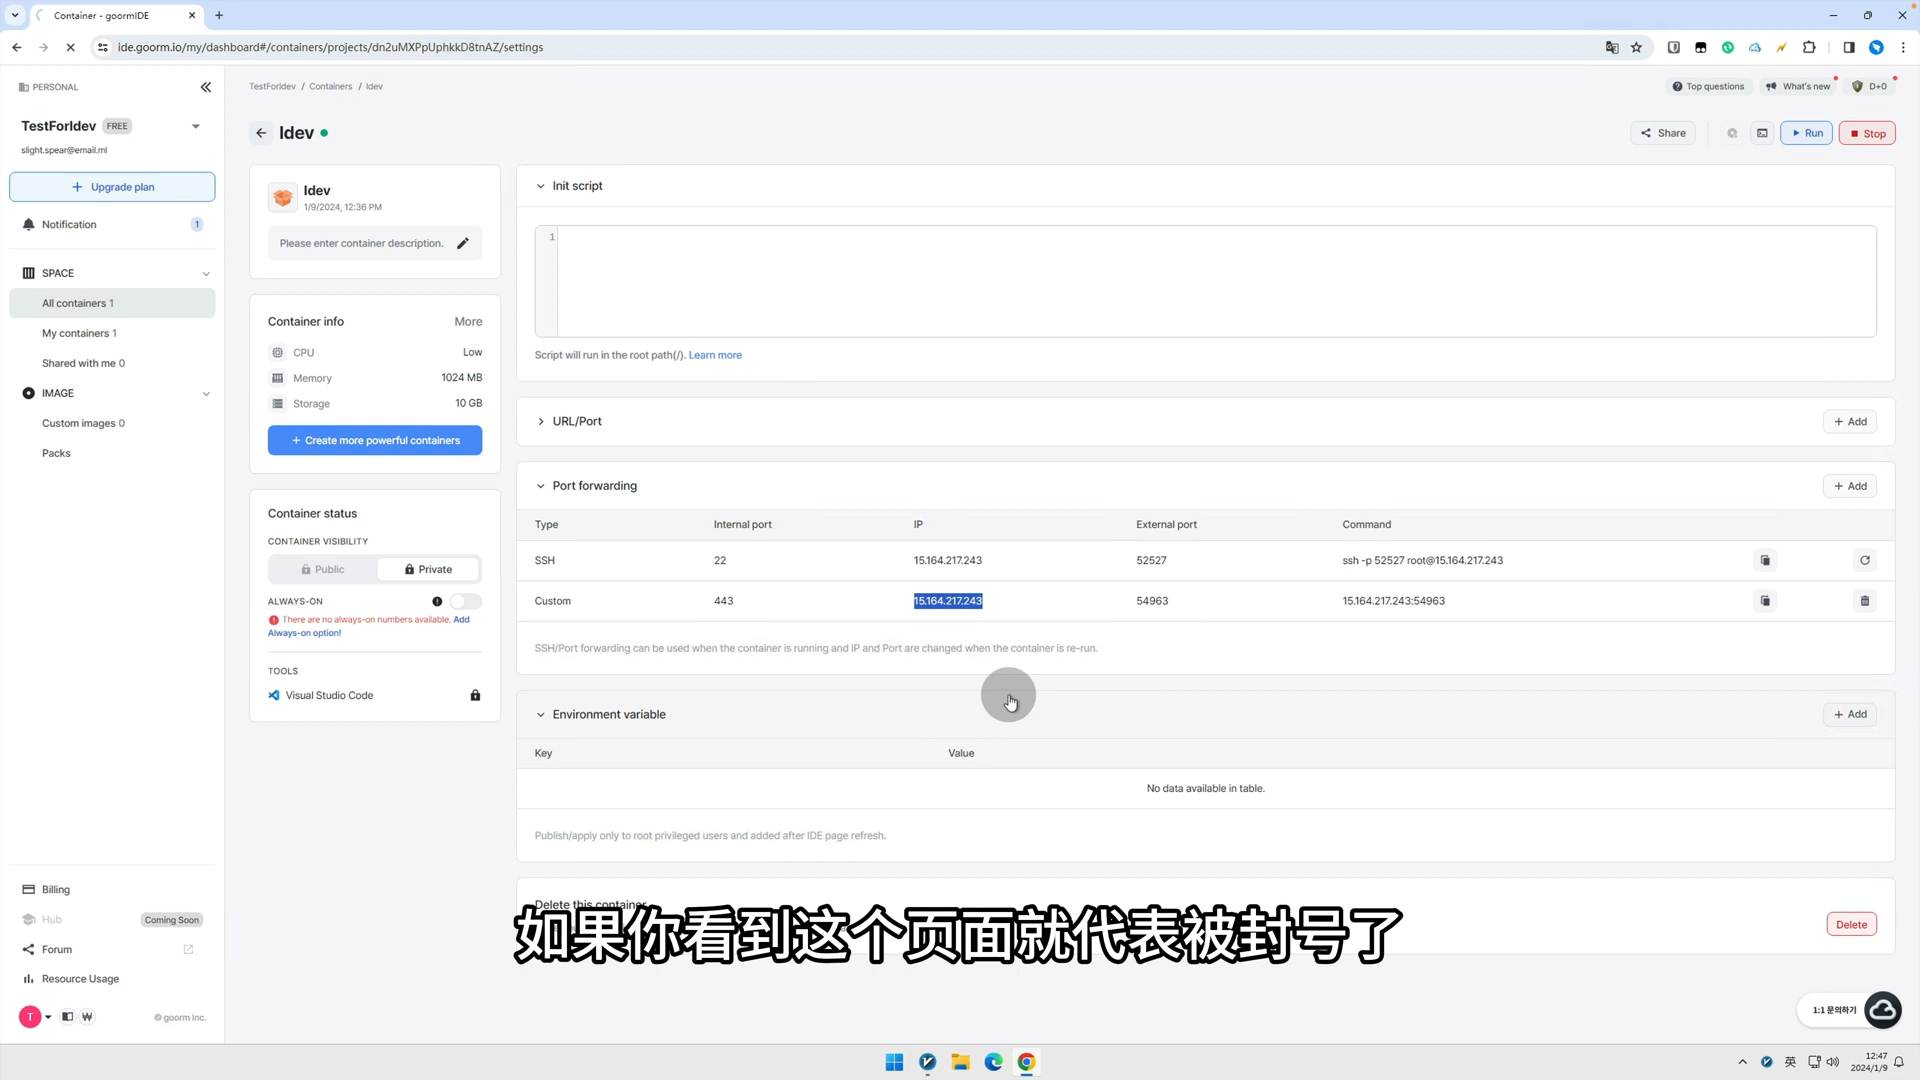 Container - goormIDE
ide.goorm.io/my/dashboard#/containers/projects/dn2uMXPpUphkkD8tnAZ/settings
PERSONAL
TestForIdev FREE
slight.spear@email.ml
+ Upgrade plan
Notification 1
SPACE
All containers 1
My containers 1
Shared with me 0
IMAGE
Custom images 0
Packs
Billing
Hub Coming Soon
Forum
Resource Usage
T
© goorm Inc.
TestForIdev / Containers / Idev
Top questions
What's new
D+0
Idev
Share
Run
Stop
Idev
1/9/2024, 12:36 PM
Please enter container description.
Container info More
CPU Low
Memory 1024 MB
Storage 10 GB
+ Create more powerful containers
Container status
CONTAINER VISIBILITY
Public Private
ALWAYS-ON
There are no always-on numbers available. Add
Always-on option!
TOOLS
Visual Studio Code
Init script
1
Script will run in the root path(/). Learn more
URL/Port + Add
Port forwarding + Add
Type Internal port IP External port Command
SSH 22 15.164.217.243 52527 ssh -p 52527 root@15.164.217.243
Custom 443 15.164.217.243 54963 15.164.217.243:54963
SSH/Port forwarding can be used when the container is running and IP and Port are changed when the container is re-run.
Environment variable + Add
Key Value
No data available in table.
Publish/apply only to root privileged users and added after IDE page refresh.
Delete this container
Delete
如果你看到这个页面就代表被封号了
1:1 문의하기
英
12:47
2024/1/9